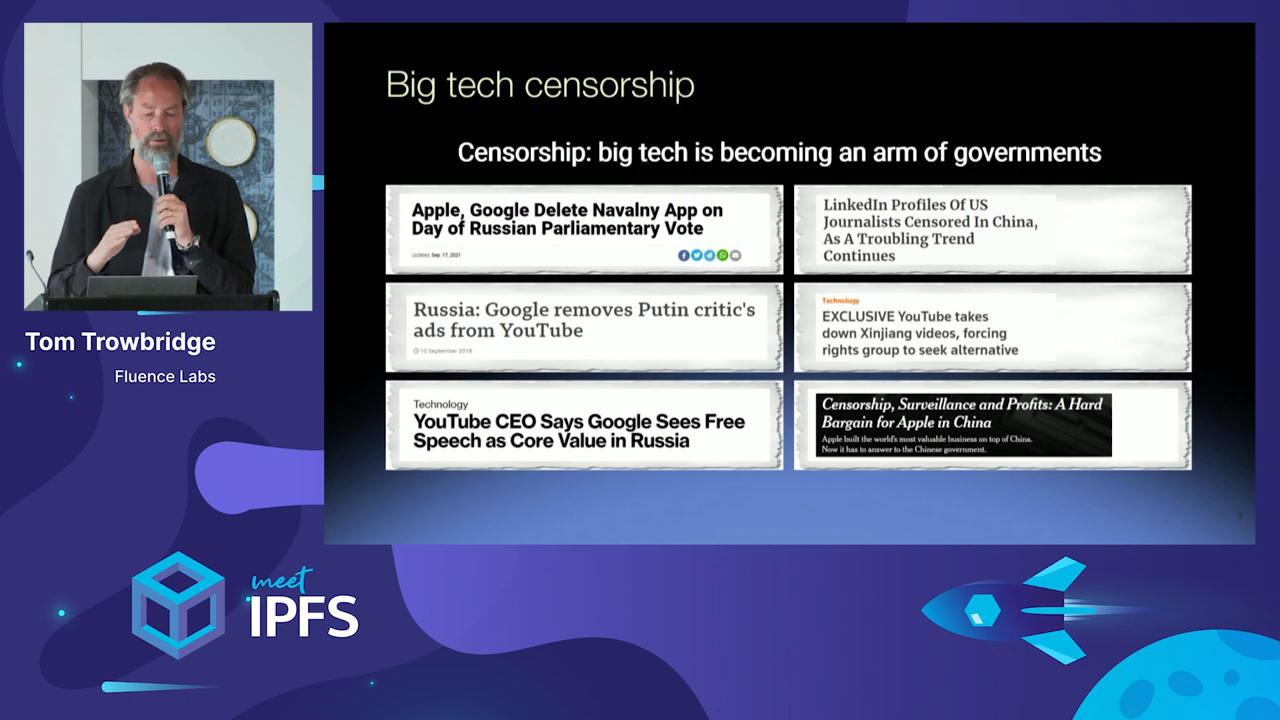 Big tech censorship
Censorship: big tech is becoming an arm of governments
Apple, Google Delete Navalny App on
Day of Russian Parliamentary Vote
Updated: Sep. 17, 2021
LinkedIn Profiles Of US
Journalists Censored In China,
As A Troubling Trend
Continues
Russia: Google removes Putin critic's
ads from YouTube
10 September 2018
Technology
EXCLUSIVE YouTube takes
down Xinjiang videos, forcing
rights group to seek alternative
Technology
YouTube CEO Says Google Sees Free
Speech as Core Value in Russia
Censorship, Surveillance and Profits: A Hard
Bargain for Apple in China
Apple built the world's most valuable business on top of China.
Now it has to answer to the Chinese government.
Tom Trowbridge
Fluence Labs
meet
IPFS